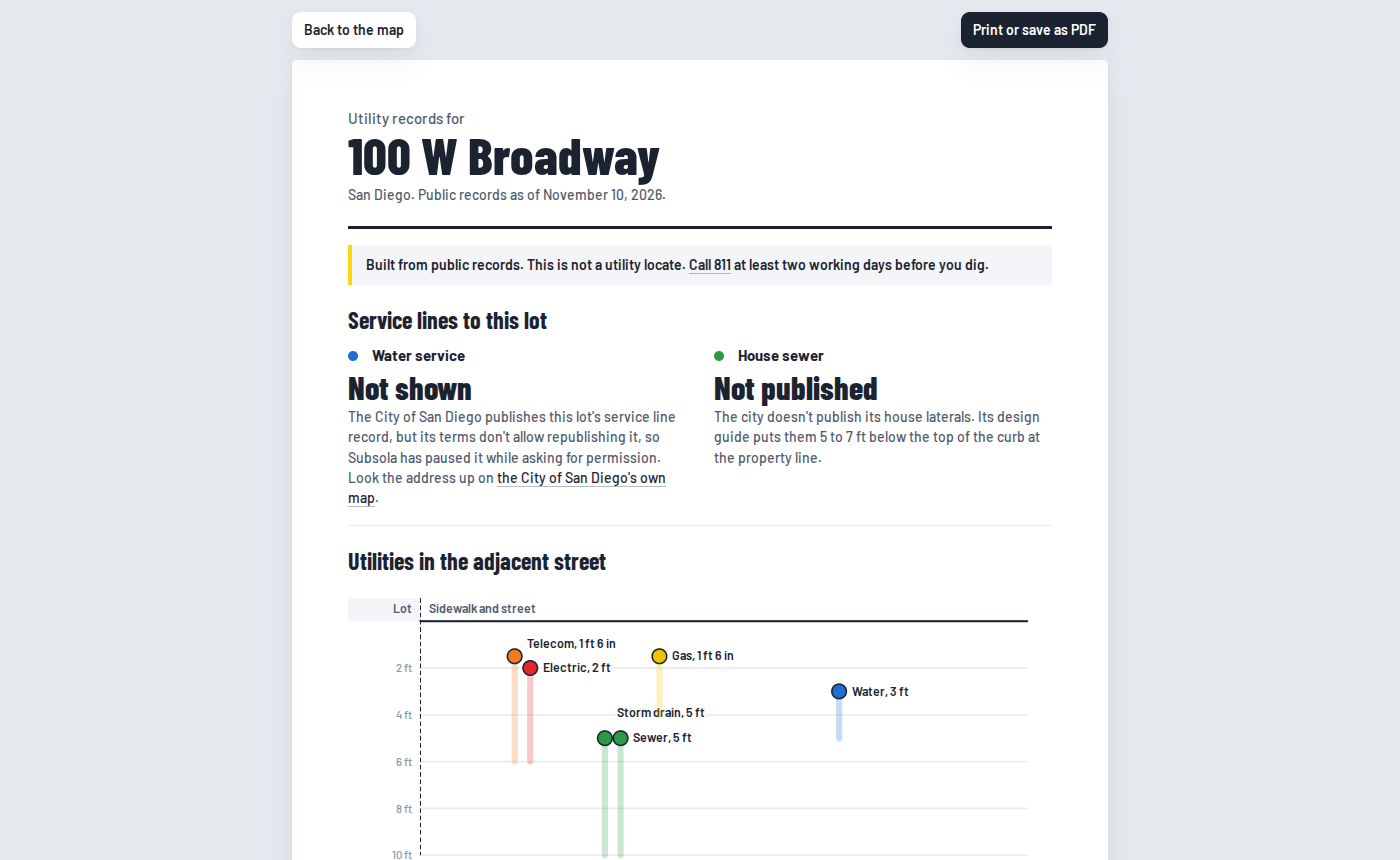 Back to the map
Print or save as PDF
Utility records for
100 W Broadway
San Diego. Public records as of November 10, 2026.
Built from public records. This is not a utility locate. Call 811 at least two working days before you dig.
Service lines to this lot
Water service
Not shown
The City of San Diego publishes this lot's service line
record, but its terms don't allow republishing it, so
Subsola has paused it while asking for permission.
Look the address up on the City of San Diego's own
map.
House sewer
Not published
The city doesn't publish its house laterals. Its design
guide puts them 5 to 7 ft below the top of the curb at
the property line.
Utilities in the adjacent street
Lot
Sidewalk and street
Telecom, 1 ft 6 in
Gas, 1 ft 6 in
2 ft
Electric, 2 ft
Water, 3 ft
4 ft
Storm drain, 5 ft
Sewer, 5 ft
6 ft
8 ft
10 ft